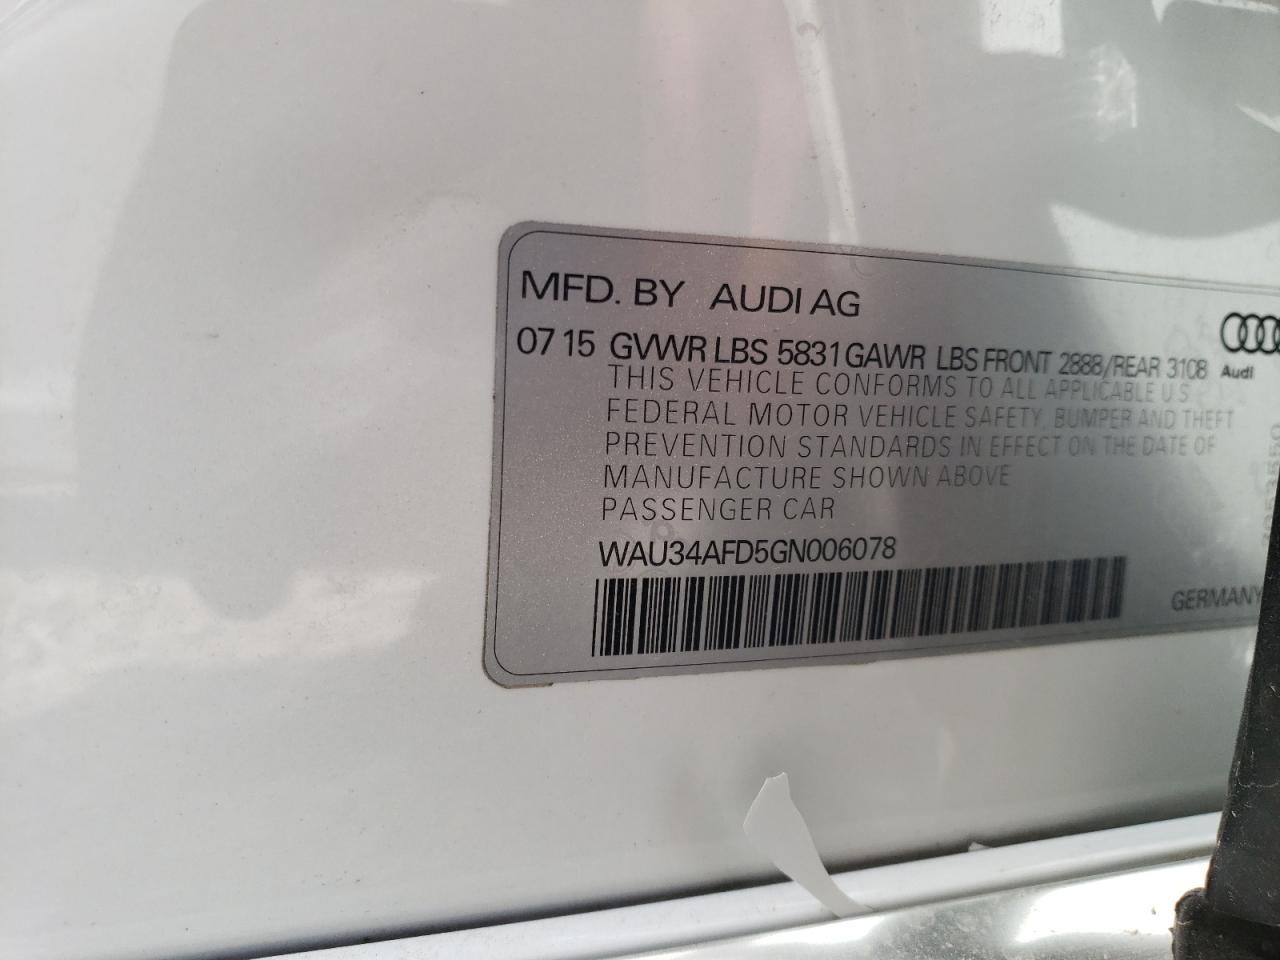 MFD. BY AUDI AG
07 15 GVWR LBS 5831 GAWR LBS FRONT 2888/REAR 3108
Audi
THIS VEHICLE CONFORMS TO ALL APPLICABLE U.S.
FEDERAL MOTOR VEHICLE SAFETY, BUMPER AND THEFT
PREVENTION STANDARDS IN EFFECT ON THE DATE OF
MANUFACTURE SHOWN ABOVE
PASSENGER CAR
WAU34AFD5GN006078
GERMANY